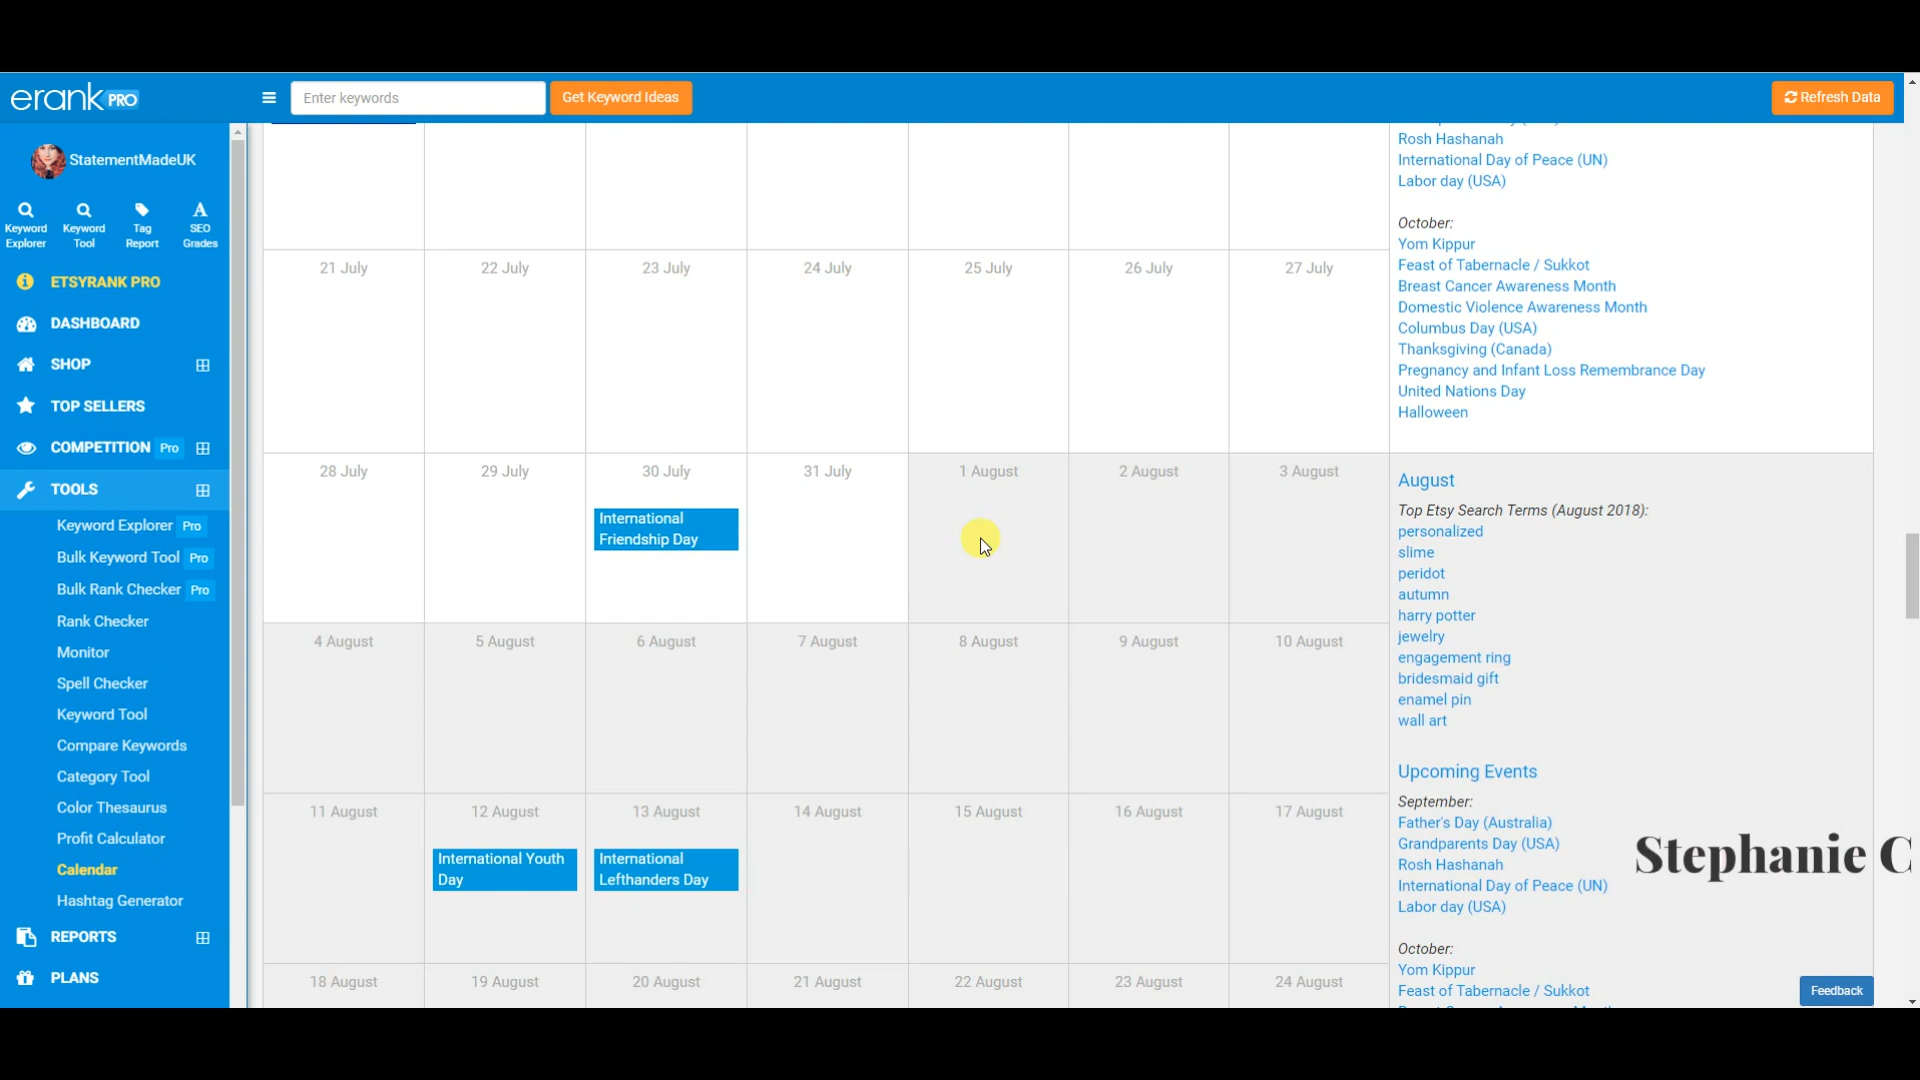 erank PRO
Enter keywords
Get Keyword Ideas
Refresh Data
StatementMadeUK
Keyword Explorer
Keyword Tool
Tag Report
SEO Grades
ETSYRANK PRO
DASHBOARD
SHOP
TOP SELLERS
COMPETITION Pro
TOOLS
Keyword Explorer Pro
Bulk Keyword Tool Pro
Bulk Rank Checker Pro
Rank Checker
Monitor
Spell Checker
Keyword Tool
Compare Keywords
Category Tool
Color Thesaurus
Profit Calculator
Calendar
Hashtag Generator
REPORTS
PLANS
21 July 22 July 23 July 24 July 25 July 26 July 27 July
28 July 29 July 30 July 31 July 1 August 2 August 3 August
International
Friendship Day
4 August 5 August 6 August 7 August 8 August 9 August 10 August
11 August 12 August 13 August 14 August 15 August 16 August 17 August
International Youth
Day
International
Lefthanders Day
18 August 19 August 20 August 21 August 22 August 23 August 24 August
Rosh Hashanah
International Day of Peace (UN)
Labor day (USA)
October:
Yom Kippur
Feast of Tabernacle / Sukkot
Breast Cancer Awareness Month
Domestic Violence Awareness Month
Columbus Day (USA)
Thanksgiving (Canada)
Pregnancy and Infant Loss Remembrance Day
United Nations Day
Halloween
August
Top Etsy Search Terms (August 2018):
personalized
slime
peridot
autumn
harry potter
jewelry
engagement ring
bridesmaid gift
enamel pin
wall art
Upcoming Events
September:
Father's Day (Australia)
Grandparents Day (USA)
Rosh Hashanah
International Day of Peace (UN)
Labor day (USA)
October:
Yom Kippur
Feast of Tabernacle / Sukkot
Stephanie C
Feedback